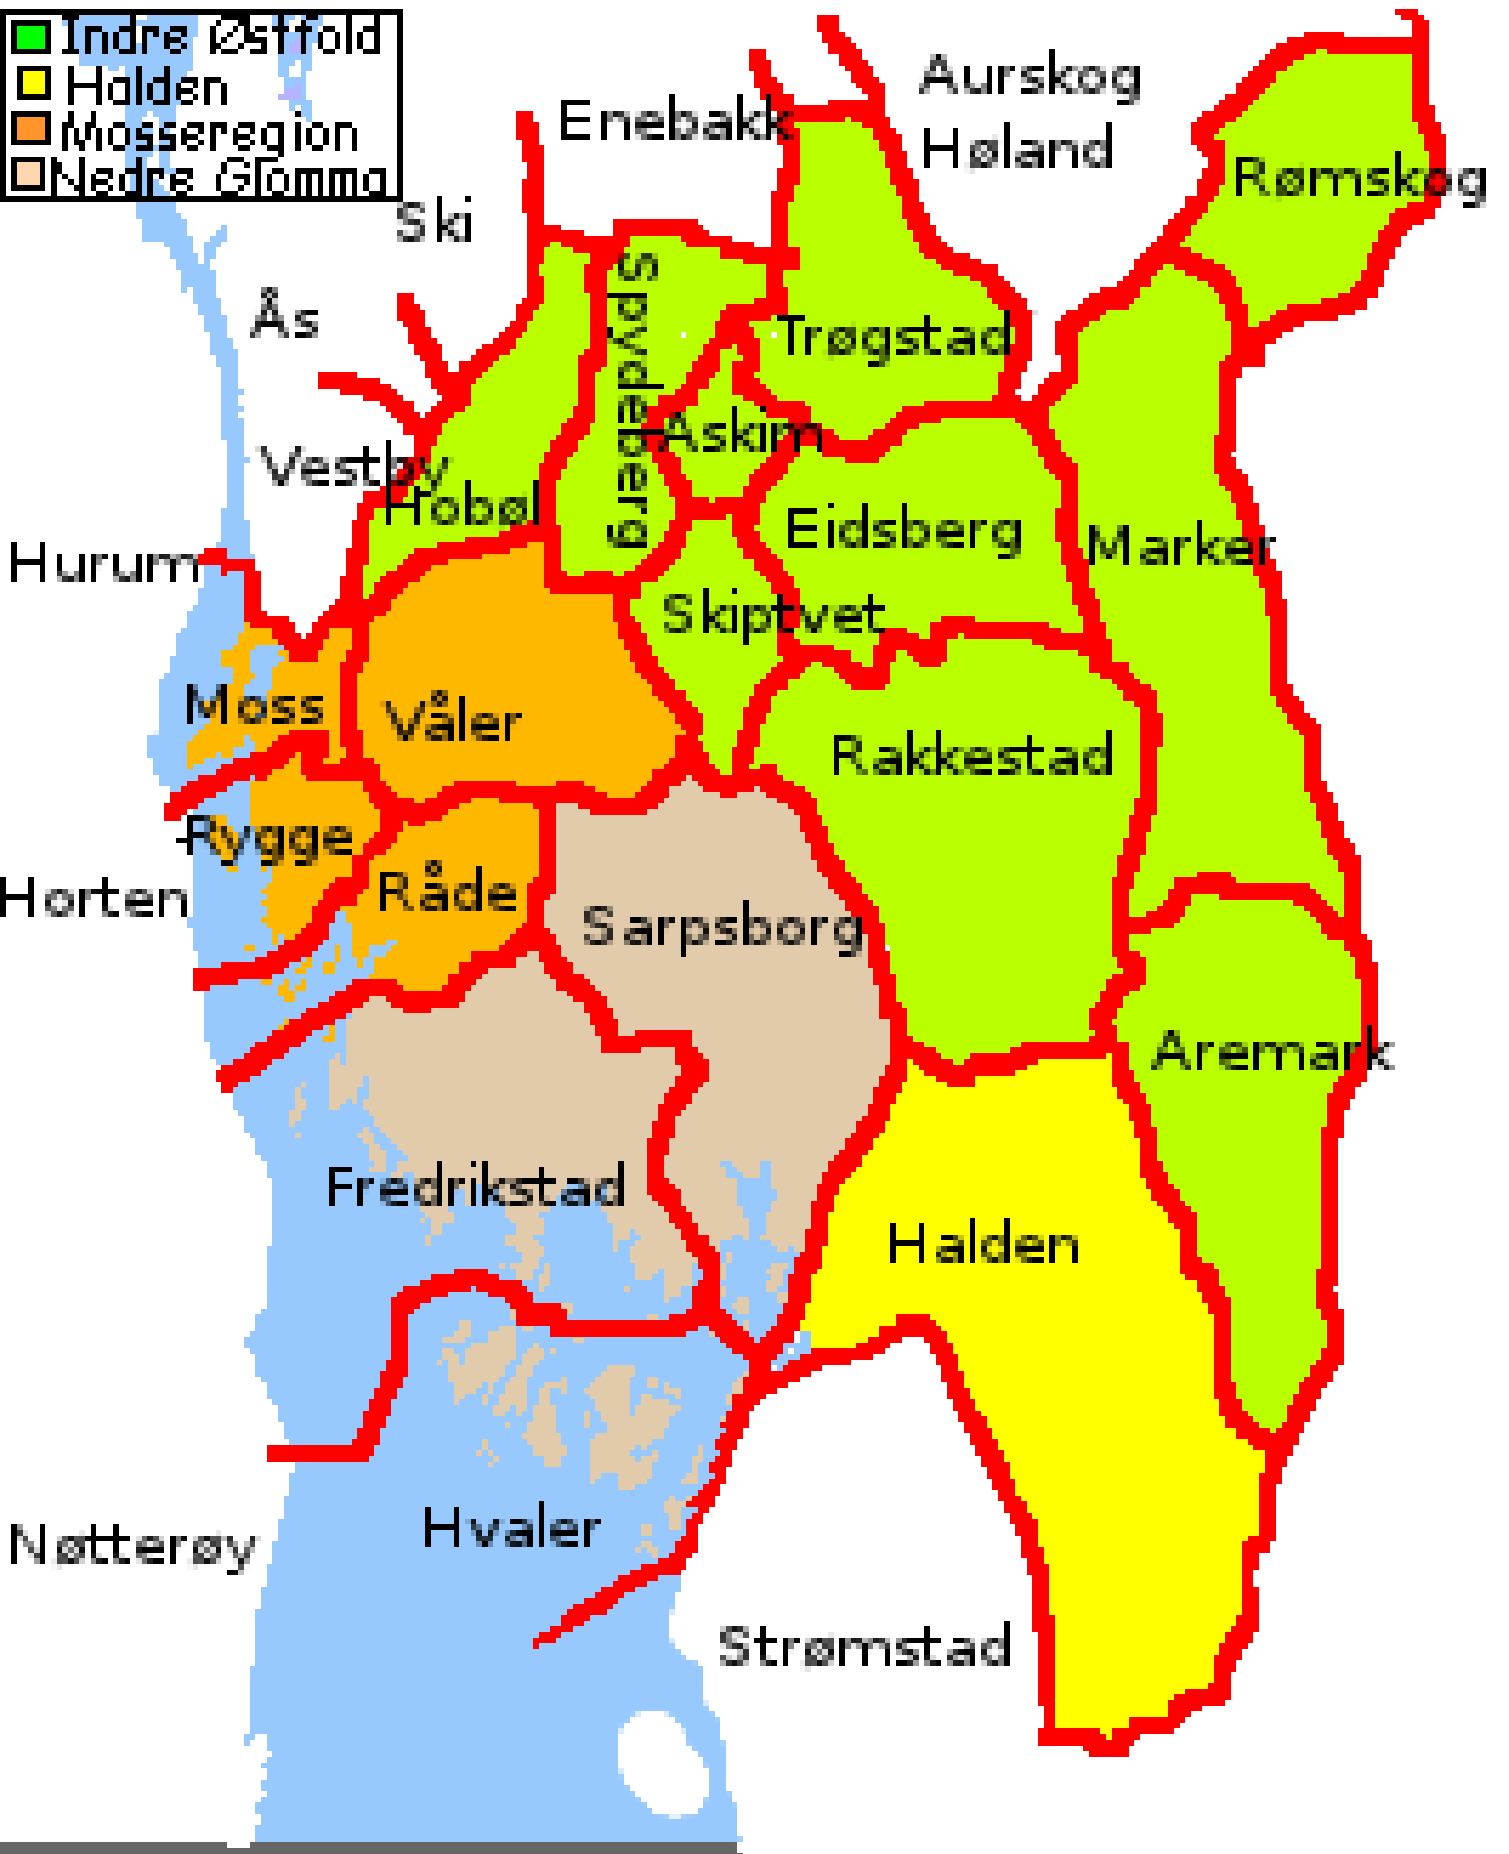 Indre Østfold
Halden
Mosseregion
Nedre Glomma
Aurskog
Høland
Enebakk
Rømskog
Ski
Ås
Spydeberg
Trøgstad
Askim
Vestby
Hobøl
Eidsberg
Marker
Hurum
Skiptvet
Moss
Våler
Rakkestad
Rygge
Horten
Råde
Sarpsborg
Aremark
Fredrikstad
Halden
Hvaler
Nøtterøy
Strømstad